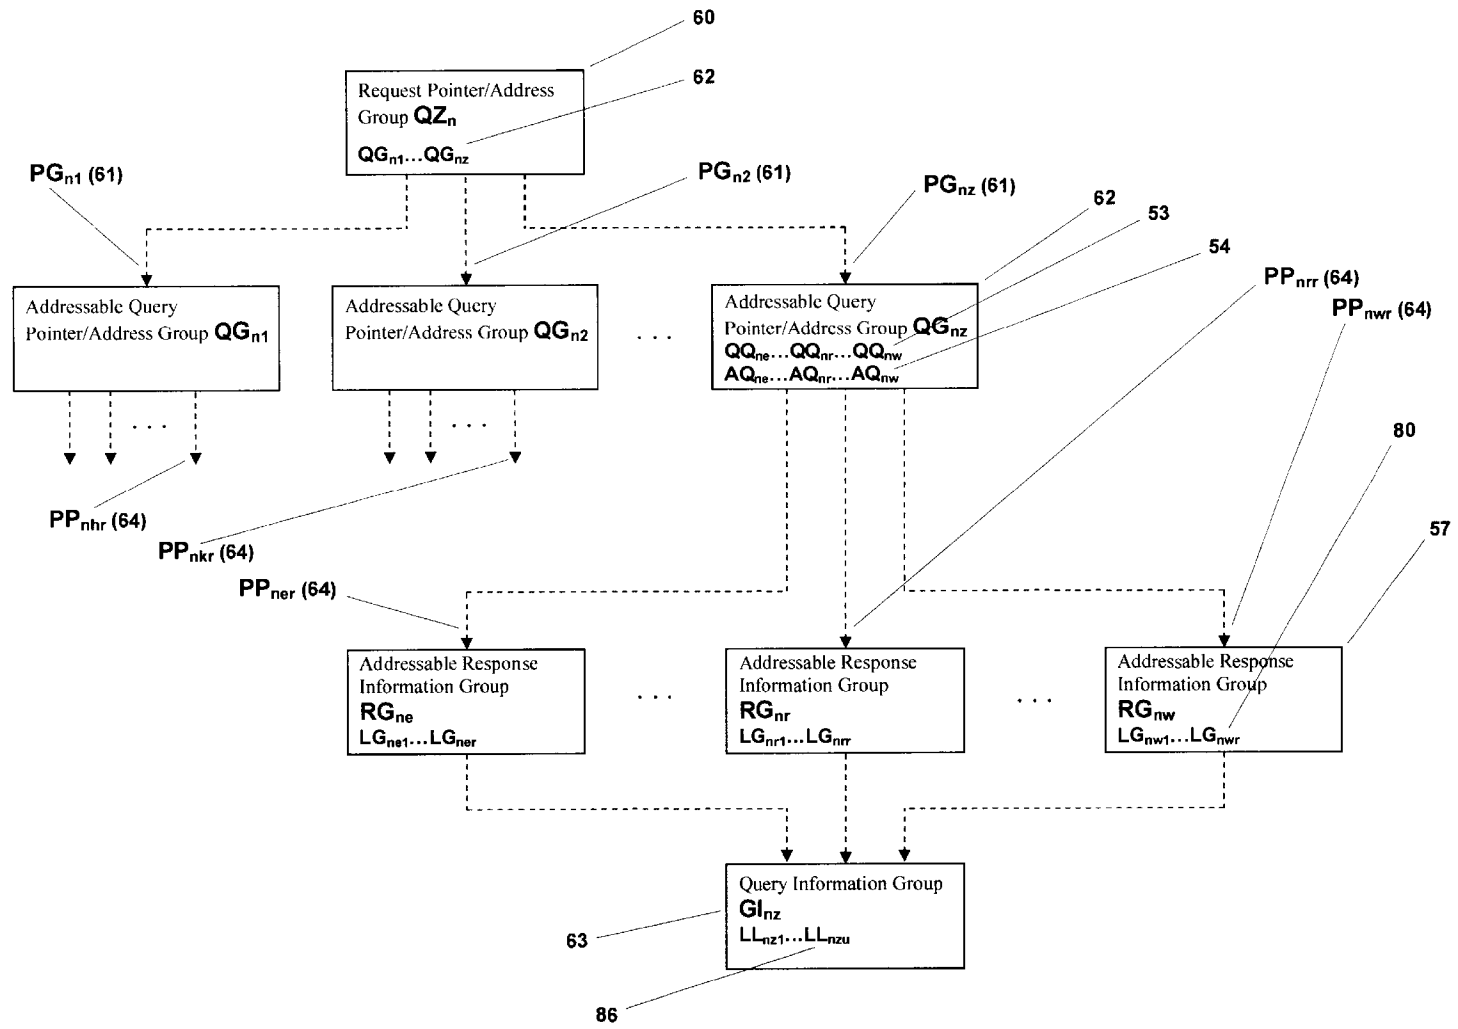 60
Request Pointer/Address
Group QZn
QGn1...QGnz
62
PGn1 (61)
PGn2 (61)
PGnz (61)
62
53
54
PPnrr (64)
PPnwr (64)
Addressable Query
Pointer/Address Group QGn1
Addressable Query
Pointer/Address Group QGn2
. . .
Addressable Query
Pointer/Address Group QGnz
QQne...QQnr...QQnw
AQne...AQnr...AQnw
. . .
. . .
80
PPnhr (64)
PPnkr (64)
57
PPner (64)
Addressable Response
Information Group
RGne
LGne1...LGner
. . .
Addressable Response
Information Group
RGnr
LGnr1...LGnrr
. . .
Addressable Response
Information Group
RGnw
LGnw1...LGnwr
Query Information Group
GInz
LLnz1...LLnzu
63
86